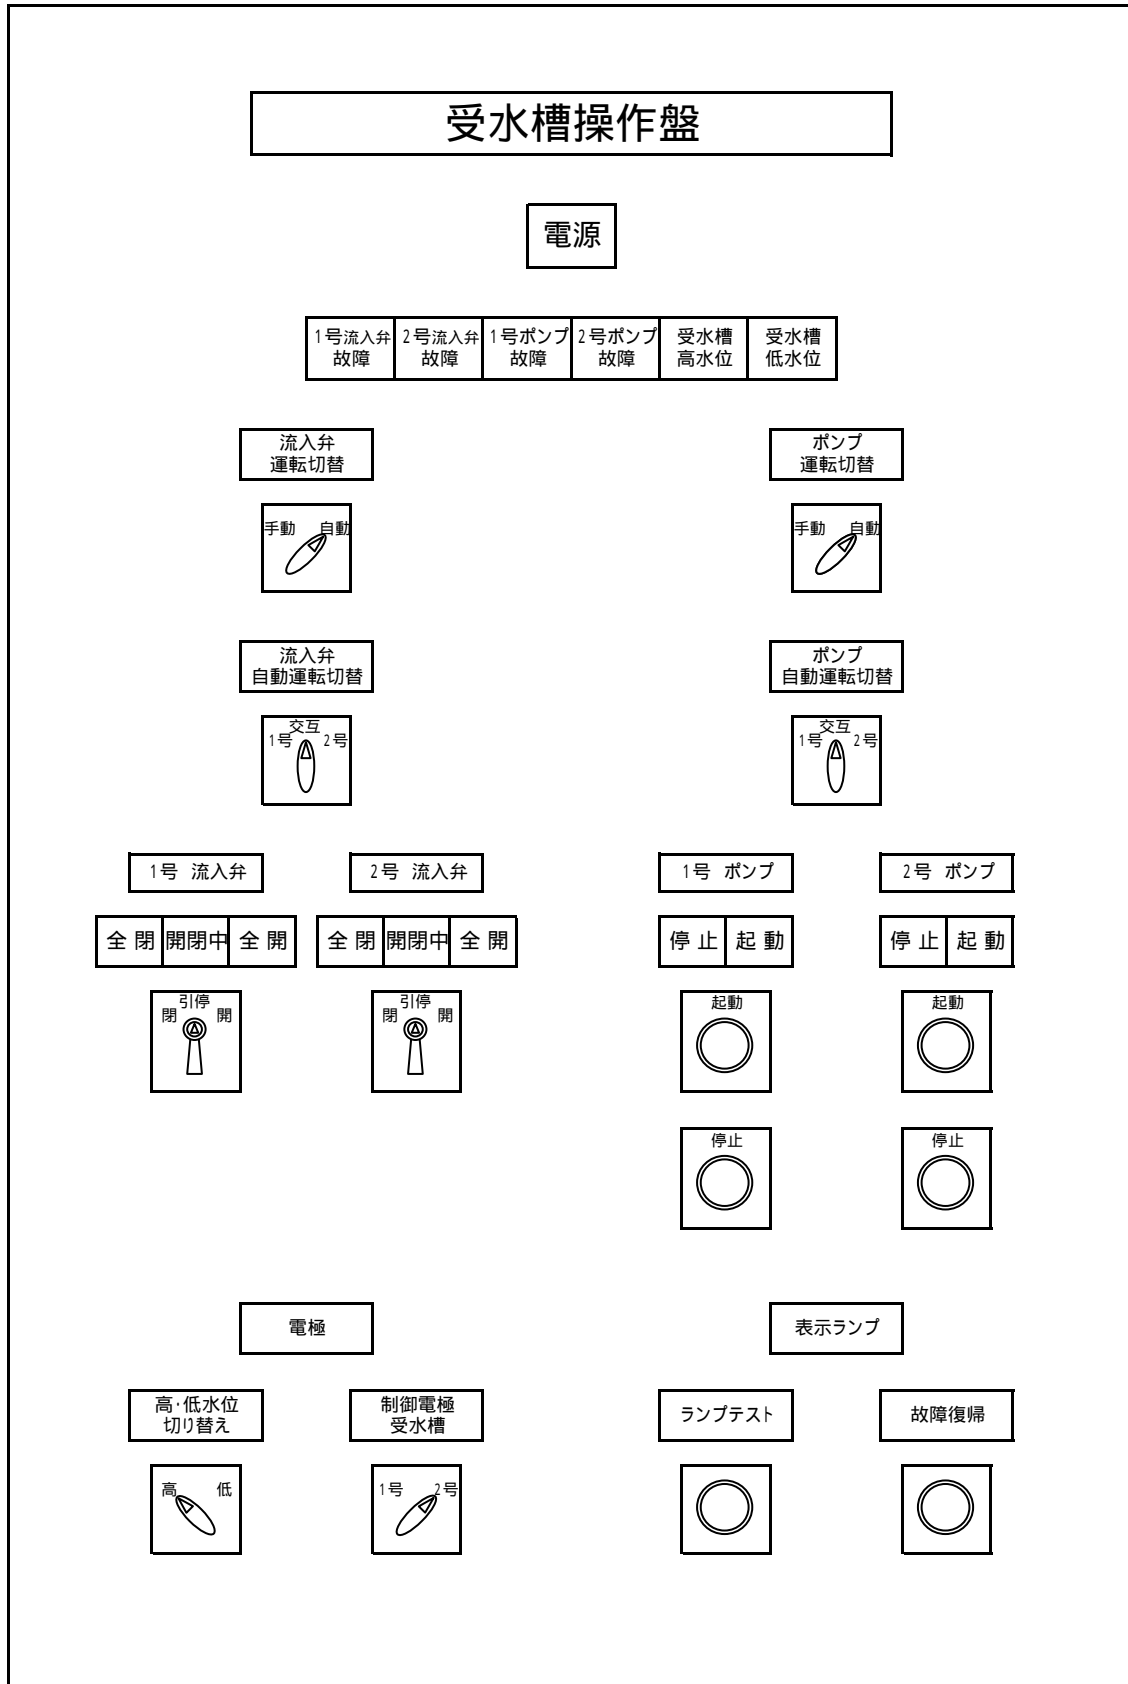 受水槽操作盤
電源
1号流入弁
故障
2号流入弁
故障
1号ポンプ
故障
2号ポンプ
故障
受水槽
高水位
受水槽
低水位
流入弁
運転切替
ポンプ
運転切替
手動 自動
手動 自動
流入弁
自動運転切替
ポンプ
自動運転切替
交互
1号 2号
交互
1号 2号
1号 流入弁
2号 流入弁
1号 ポンプ
2号 ポンプ
全閉 開閉中 全開
全閉 開閉中 全開
停止 起動
停止 起動
引停
閉 開
引停
閉 開
起動
起動
停止
停止
電極
表示ランプ
高·低水位
切り替え
制御電極
受水槽
ランプテスト
故障復帰
高 低
1号 2号